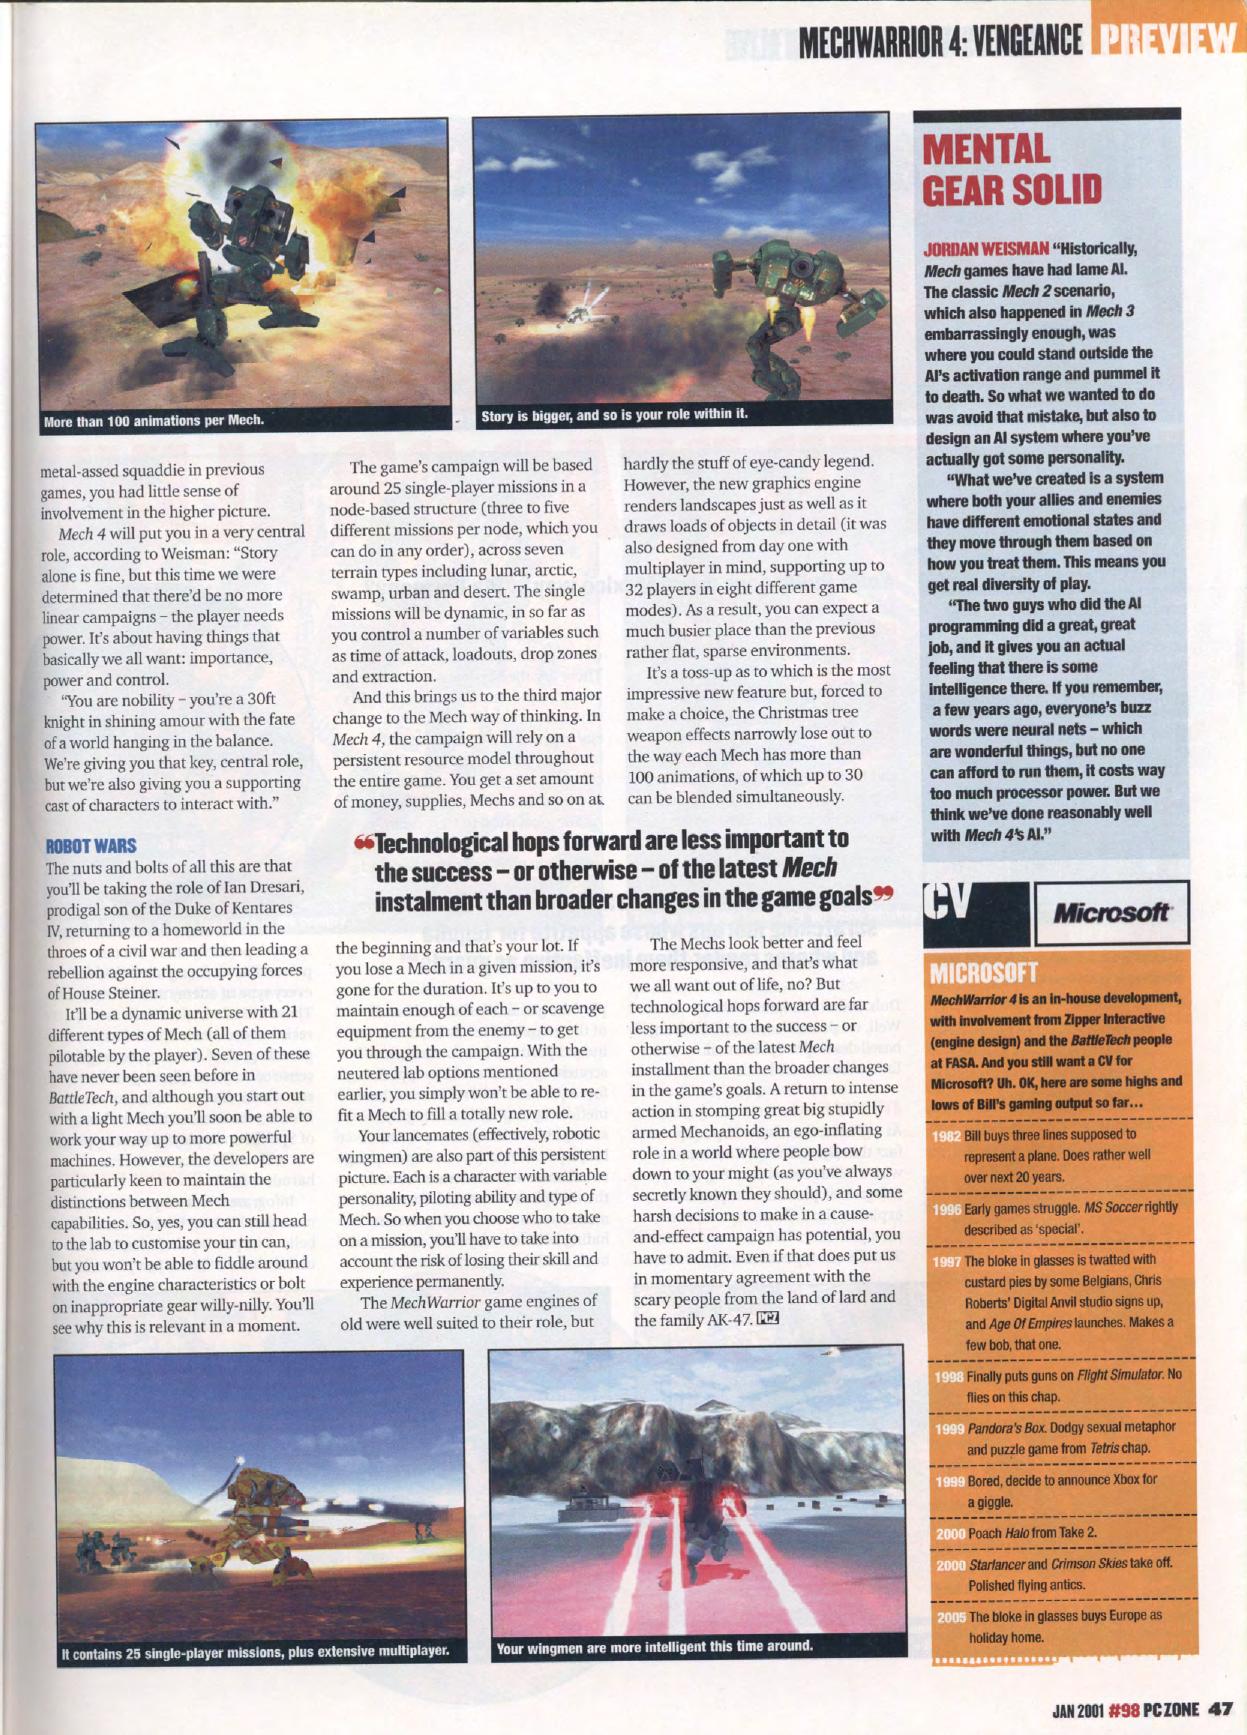 MECHWARRIOR 4: VENGEANCE PREVIEW
More than 100 animations per Mech.
Story is bigger, and so is your role within it.
metal-assed squaddie in previous
games, you had little sense of
involvement in the higher picture.
Mech 4 will put you in a very central
role, according to Weisman: “Story
alone is fine, but this time we were
determined that there'd be no more
linear campaigns – the player needs
power. It's about having things that
basically we all want: importance,
power and control.
“You are nobility – you're a 30ft
knight in shining amour with the fate
of a world hanging in the balance.
We're giving you that key, central role,
but we're also giving you a supporting
cast of characters to interact with.”
ROBOT WARS
The nuts and bolts of all this are that
you'll be taking the role of Ian Dresari,
prodigal son of the Duke of Kentares
IV, returning to a homeworld in the
throes of a civil war and then leading a
rebellion against the occupying forces
of House Steiner.
It'll be a dynamic universe with 21
different types of Mech (all of them
pilotable by the player). Seven of these
have never been seen before in
BattleTech, and although you start out
with a light Mech you'll soon be able to
work your way up to more powerful
machines. However, the developers are
particularly keen to maintain the
distinctions between Mech
capabilities. So, yes, you can still head
to the lab to customise your tin can,
but you won't be able to fiddle around
with the engine characteristics or bolt
on inappropriate gear willy-nilly. You'll
see why this is relevant in a moment.
The game's campaign will be based
around 25 single-player missions in a
node-based structure (three to five
different missions per node, which you
can do in any order), across seven
terrain types including lunar, arctic,
swamp, urban and desert. The single
missions will be dynamic, in so far as
you control a number of variables such
as time of attack, loadouts, drop zones
and extraction.
And this brings us to the third major
change to the Mech way of thinking. In
Mech 4, the campaign will rely on a
persistent resource model throughout
the entire game. You get a set amount
of money, supplies, Mechs and so on at
“Technological hops forward are less important to
the success – or otherwise – of the latest Mech
instalment than broader changes in the game goals”
the beginning and that's your lot. If
you lose a Mech in a given mission, it's
gone for the duration. It's up to you to
maintain enough of each – or scavenge
equipment from the enemy – to get
you through the campaign. With the
neutered lab options mentioned
earlier, you simply won't be able to re-
fit a Mech to fill a totally new role.
Your lancemates (effectively, robotic
wingmen) are also part of this persistent
picture. Each is a character with variable
personality, piloting ability and type of
Mech. So when you choose who to take
on a mission, you'll have to take into
account the risk of losing their skill and
experience permanently.
The MechWarrior game engines of
old were well suited to their role, but
hardly the stuff of eye-candy legend.
However, the new graphics engine
renders landscapes just as well as it
draws loads of objects in detail (it was
also designed from day one with
multiplayer in mind, supporting up to
32 players in eight different game
modes). As a result, you can expect a
much busier place than the previous
rather flat, sparse environments.
It's a toss-up as to which is the most
impressive new feature but, forced to
make a choice, the Christmas tree
weapon effects narrowly lose out to
the way each Mech has more than
100 animations, of which up to 30
can be blended simultaneously.
The Mechs look better and feel
more responsive, and that's what
we all want out of life, no? But
technological hops forward are far
less important to the success – or
otherwise – of the latest Mech
installment than the broader changes
in the game's goals. A return to intense
action in stomping great big stupidly
armed Mechanoids, an ego-inflating
role in a world where people bow
down to your might (as you've always
secretly known they should), and some
harsh decisions to make in a cause-
and-effect campaign has potential, you
have to admit. Even if that does put us
in momentary agreement with the
scary people from the land of lard and
the family AK-47. PCZ
It contains 25 single-player missions, plus extensive multiplayer.
Your wingmen are more intelligent this time around.
MENTAL
GEAR SOLID
JORDAN WEISMAN “Historically,
Mech games have had lame AI.
The classic Mech 2 scenario,
which also happened in Mech 3
embarrassingly enough, was
where you could stand outside the
AI's activation range and pummel it
to death. So what we wanted to do
was avoid that mistake, but also to
design an AI system where you've
actually got some personality.
“What we've created is a system
where both your allies and enemies
have different emotional states and
they move through them based on
how you treat them. This means you
get real diversity of play.
“The two guys who did the AI
programming did a great, great
job, and it gives you an actual
feeling that there is some
intelligence there. If you remember,
a few years ago, everyone's buzz
words were neural nets – which
are wonderful things, but no one
can afford to run them, it costs way
too much processor power. But we
think we've done reasonably well
with Mech 4's AI.”
CV Microsoft
MICROSOFT
MechWarrior 4 is an in-house development,
with involvement from Zipper Interactive
(engine design) and the BattleTech people
at FASA. And you still want a CV for
Microsoft? Uh. OK, here are some highs and
lows of Bill's gaming output so far...
1982 Bill buys three lines supposed to
represent a plane. Does rather well
over next 20 years.
1996 Early games struggle. MS Soccer rightly
described as 'special'.
1997 The bloke in glasses is twatted with
custard pies by some Belgians, Chris
Roberts' Digital Anvil studio signs up,
and Age Of Empires launches. Makes a
few bob, that one.
1998 Finally puts guns on Flight Simulator. No
flies on this chap.
1999 Pandora's Box. Dodgy sexual metaphor
and puzzle game from Tetris chap.
1999 Bored, decide to announce Xbox for
a giggle.
2000 Poach Halo from Take 2.
2000 Starlancer and Crimson Skies take off.
Polished flying antics.
2005 The bloke in glasses buys Europe as
holiday home.
JAN 2001 #98 PC ZONE 47